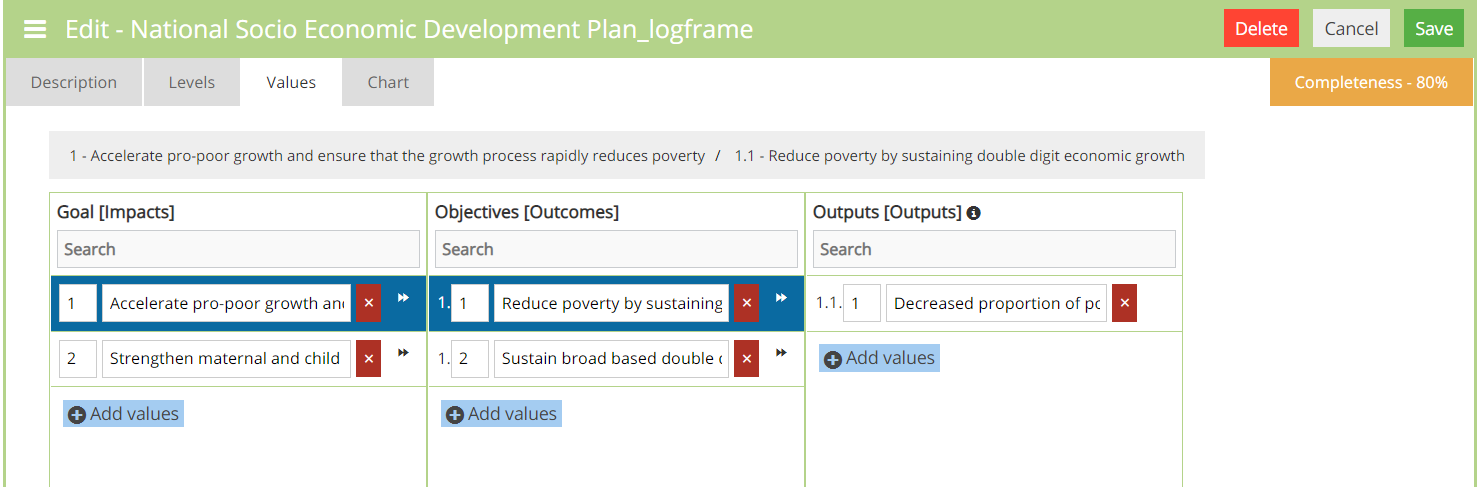 Edit - National Socio Economic Development Plan_logframe
Delete
Cancel
Save
Description
Levels
Values
Chart
Completeness - 80%
1 - Accelerate pro-poor growth and ensure that the growth process rapidly reduces poverty / 1.1 - Reduce poverty by sustaining double digit economic growth
Goal [Impacts]
Search
1 Accelerate pro-poor growth and
2 Strengthen maternal and child
Add values
Objectives [Outcomes]
Search
1. 1 Reduce poverty by sustaining
1. 2 Sustain broad based double
Add values
Outputs [Outputs]
Search
1.1. 1 Decreased proportion of
Add values